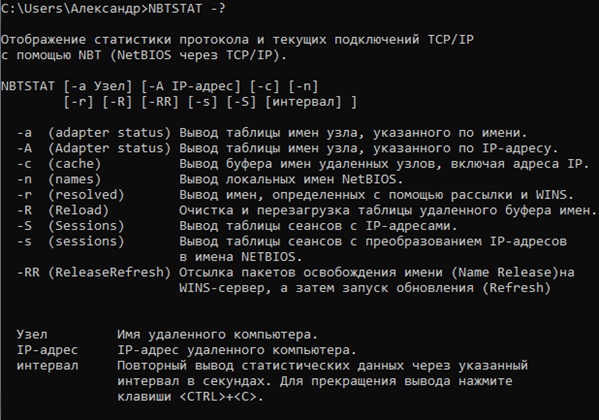 C:\Users\Александр>NBTSTAT -?
Отображение статистики протокола и текущих подключений TCP/IP
с помощью NBT (NetBIOS через TCP/IP).
NBTSTAT [-a Узел] [-A IP-адрес] [-c] [-n]
[-r] [-R] [-RR] [-s] [-S] [интервал] ]
-a (adapter status) Вывод таблицы имен узла, указанного по имени.
-A (Adapter status) Вывод таблицы имен узла, указанного по IP-адресу.
-c (cache) Вывод буфера имен удаленных узлов, включая адреса IP.
-n (names) Вывод локальных имен NetBIOS.
-r (resolved) Вывод имен, определенных с помощью рассылки и WINS.
-R (Reload) Очистка и перезагрузка таблицы удаленного буфера имен.
-S (Sessions) Вывод таблицы сеансов с IP-адресами.
-s (sessions) Вывод таблицы сеансов с преобразованием IP-адресов
в имена NETBIOS.
-RR (ReleaseRefresh) Отсылка пакетов освобождения имени (Name Release)на
WINS-сервер, а затем запуск обновления (Refresh)
Узел Имя удаленного компьютера.
IP-адрес IP-адрес удаленного компьютера.
интервал Повторный вывод статистических данных через указанный
интервал в секундах. Для прекращения вывода нажмите
клавиши <CTRL>+<C>.